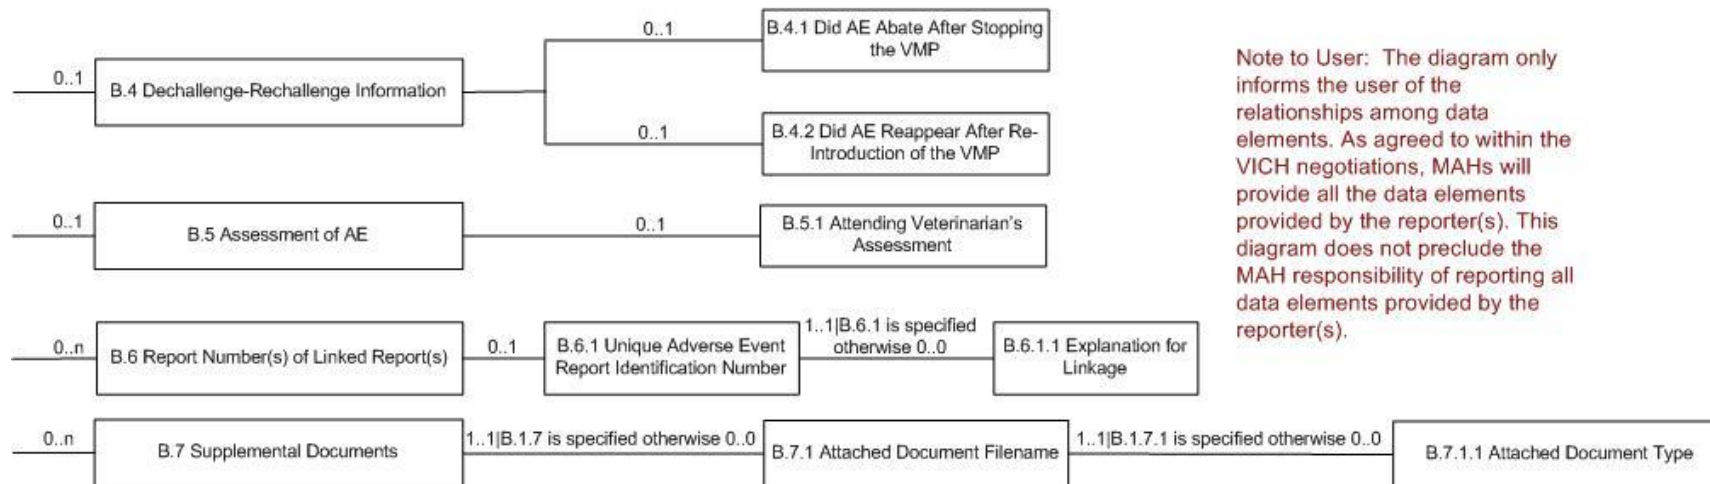 0..1
B.4 Dechallenge-Rechallenge Information
0..1
B.4.1 Did AE Abate After Stopping
the VMP
0..1
B.4.2 Did AE Reappear After Re-
Introduction of the VMP
0..1
B.5 Assessment of AE
0..1
B.5.1 Attending Veterinarian's
Assessment
0..n
B.6 Report Number(s) of Linked Report(s)
0..1
B.6.1 Unique Adverse Event
Report Identification Number
1..1|B.6.1 is specified
otherwise 0..0
B.6.1.1 Explanation for
Linkage
0..n
B.7 Supplemental Documents
1..1|B.1.7 is specified otherwise 0..0
B.7.1 Attached Document Filename
1..1|B.1.7.1 is specified otherwise 0..0
B.7.1.1 Attached Document Type
Note to User: The diagram only
informs the user of the
relationships among data
elements. As agreed to within the
VICH negotiations, MAHs will
provide all the data elements
provided by the reporter(s). This
diagram does not preclude the
MAH responsibility of reporting all
data elements provided by the
reporter(s).